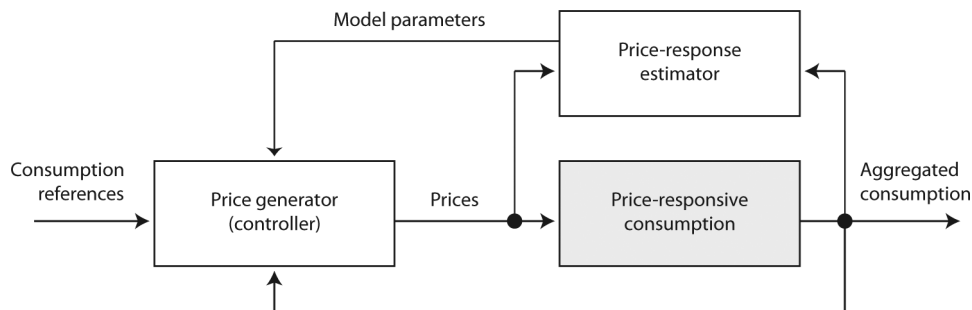 Model parameters
Price-response
estimator
Consumption
references
Price generator
(controller)
Prices
Price-responsive
consumption
Aggregated
consumption